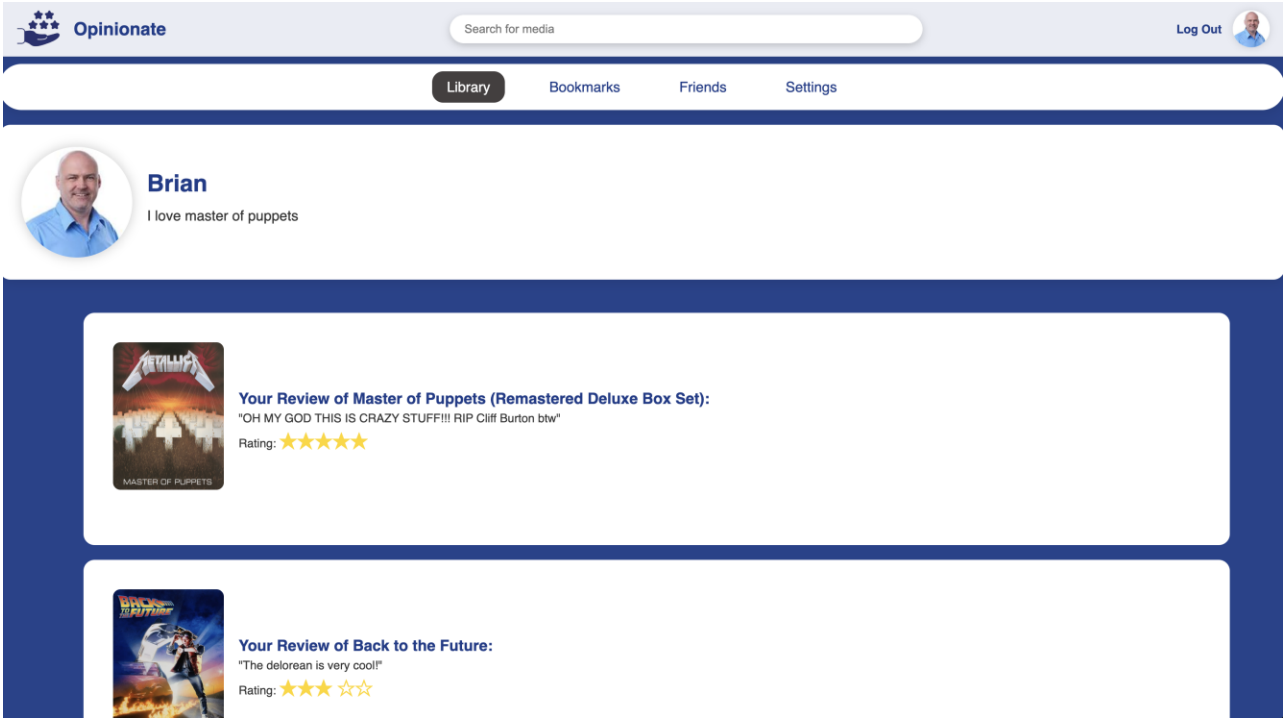 Opinionate
Search for media
Log Out
Library Bookmarks Friends Settings
Brian
I love master of puppets
METALLICA
MASTER OF PUPPETS
Your Review of Master of Puppets (Remastered Deluxe Box Set):
"OH MY GOD THIS IS CRAZY STUFF!!! RIP Cliff Burton btw"
Rating: ★★★★★
BACK
TO THE FUTURE
Your Review of Back to the Future:
"The delorean is very cool!"
Rating: ★★★ ☆☆